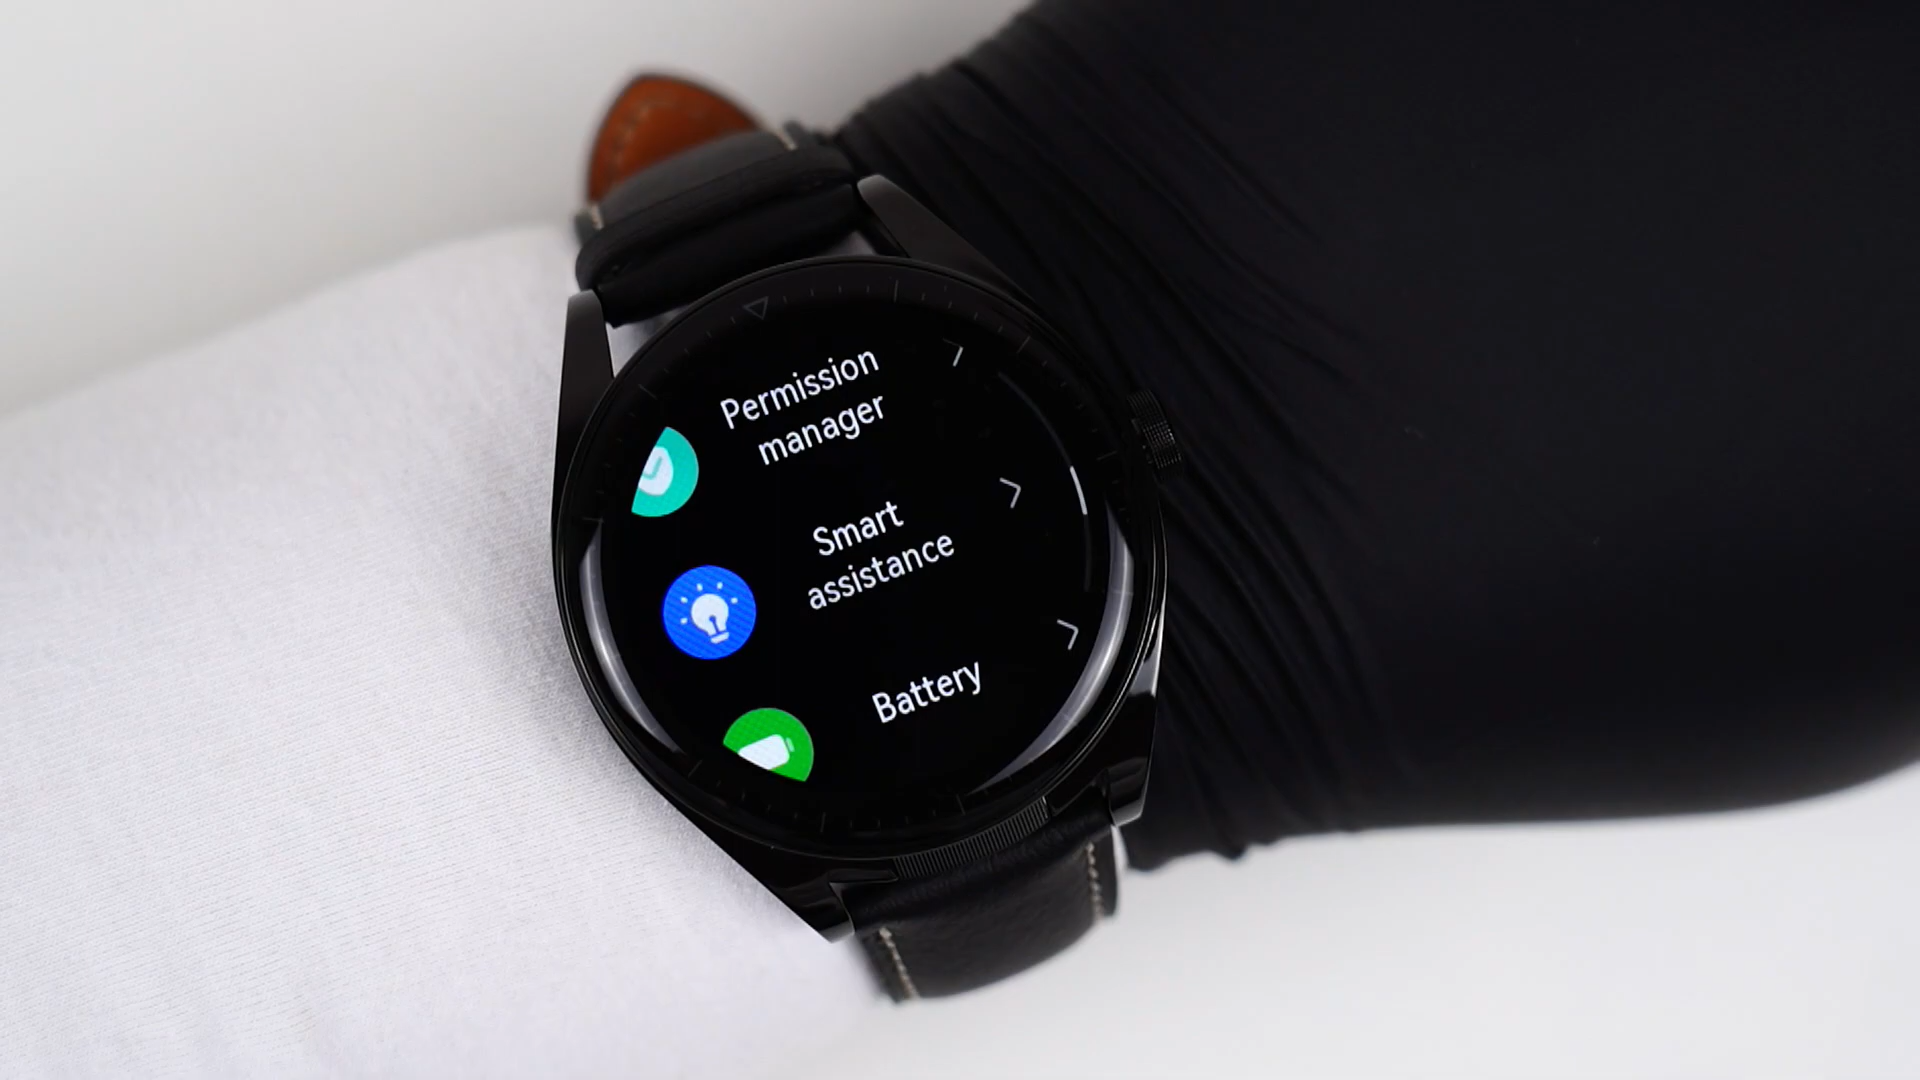 Permission
manager
Smart
assistance
Battery